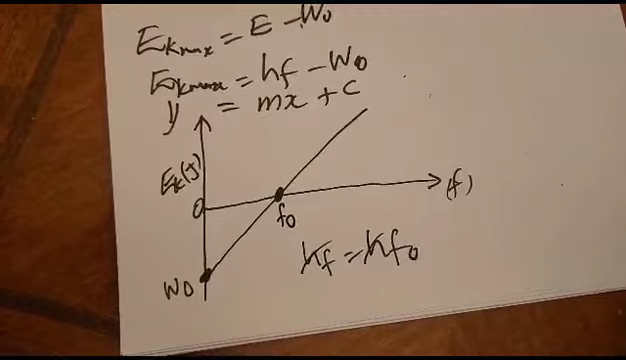 Ekmax = E - W0
Ekmax = hf - W0
y = mx + c
Ek(J)
0
f0
(f)
W0
hf = hf0